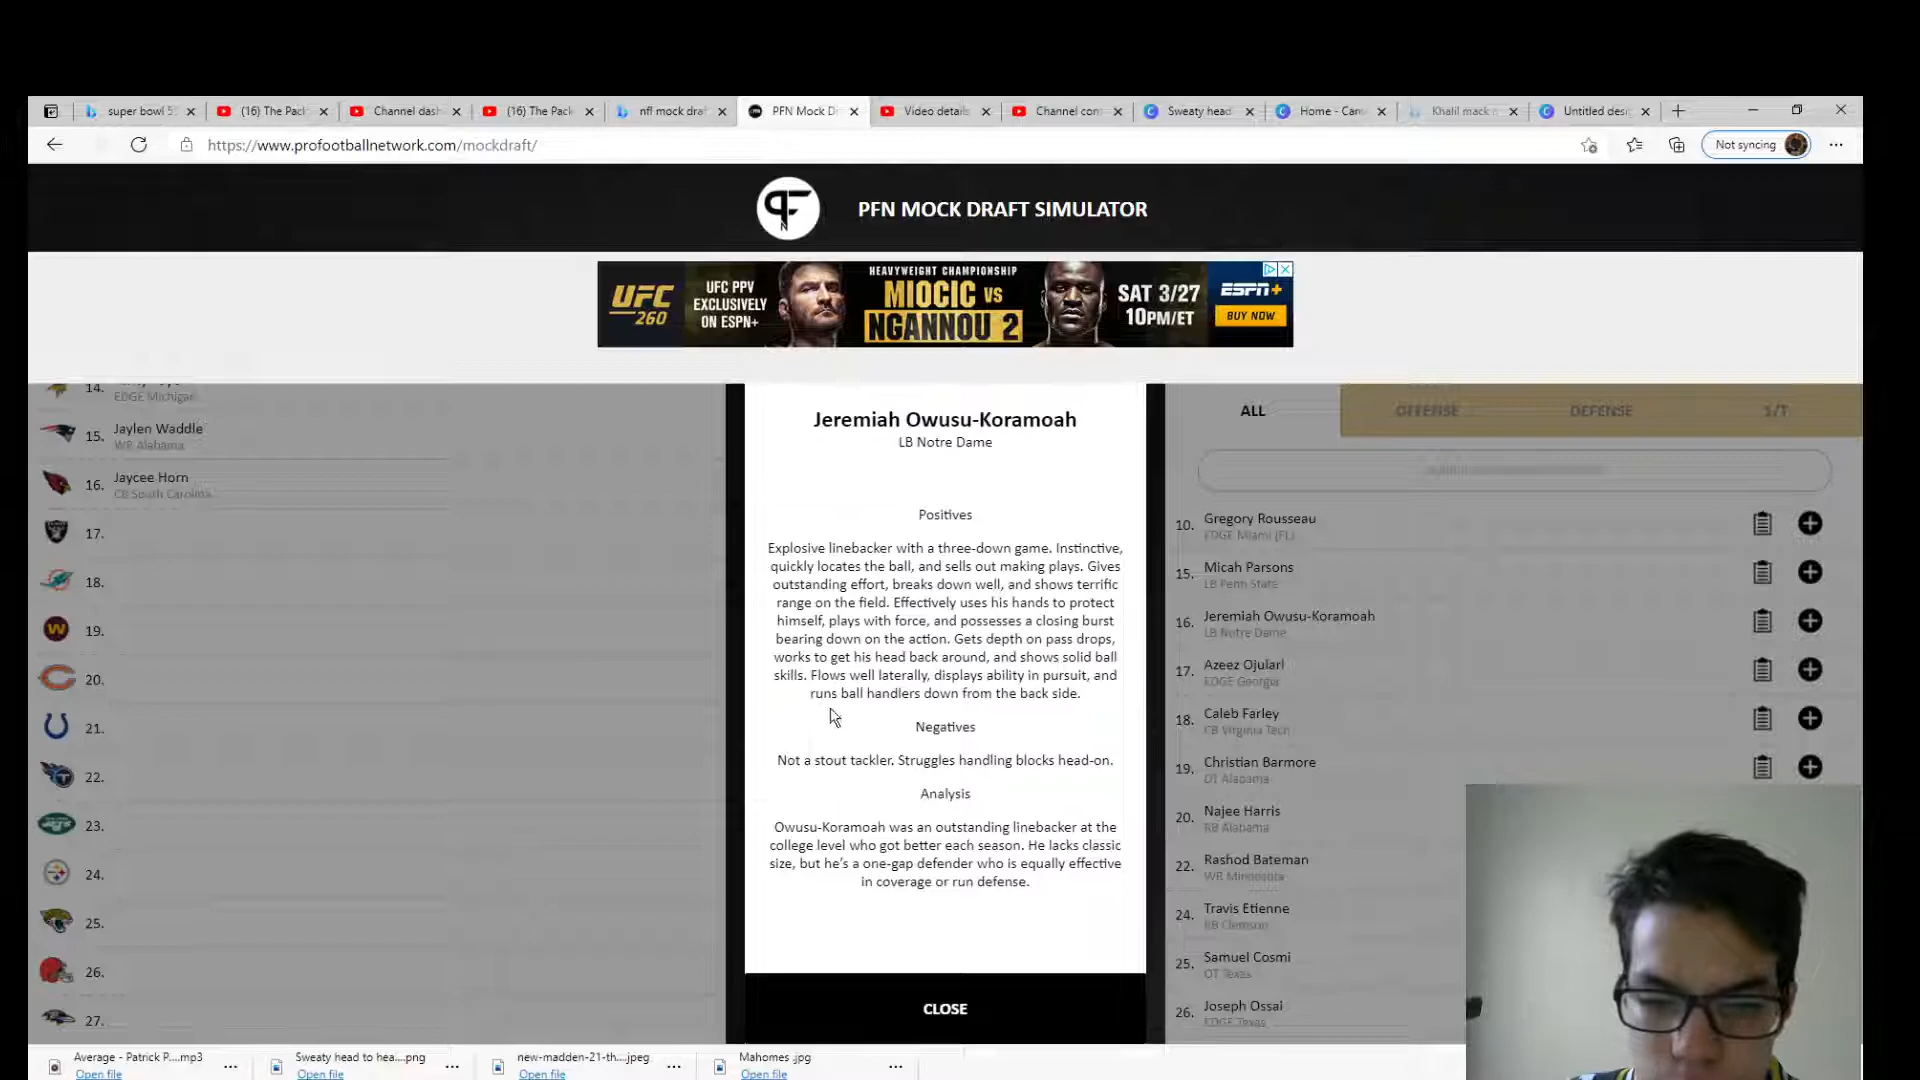 super bowl 5
(16) The Pack
Channel dash
(16) The Pack
nfl mock draf
PFN Mock D
Video details
Channel con
Sweaty head
Home - Can
Khalil mack
Untitled desi
https://www.profootballnetwork.com/mockdraft/
Not syncing
PFN MOCK DRAFT SIMULATOR
UFC 260
UFC PPV
EXCLUSIVELY
ON ESPN+
HEAVYWEIGHT CHAMPIONSHIP
MIOCIC VS
NGANNOU 2
SAT 3/27
10PM/ET
ESPN+
BUY NOW
14.
EDGE Michigan
15. Jaylen Waddle
WR Alabama
16. Jaycee Horn
CB South Carolina
17.
18.
19.
20.
21.
22.
23.
24.
25.
26.
27.
Jeremiah Owusu-Koramoah
LB Notre Dame
Positives
Explosive linebacker with a three-down game. Instinctive,
quickly locates the ball, and sells out making plays. Gives
outstanding effort, breaks down well, and shows terrific
range on the field. Effectively uses his hands to protect
himself, plays with force, and possesses a closing burst
bearing down on the action. Gets depth on pass drops,
works to get his head back around, and shows solid ball
skills. Flows well laterally, displays ability in pursuit, and
runs ball handlers down from the back side.
Negatives
Not a stout tackler. Struggles handling blocks head-on.
Analysis
Owusu-Koramoah was an outstanding linebacker at the
college level who got better each season. He lacks classic
size, but he's a one-gap defender who is equally effective
in coverage or run defense.
CLOSE
ALL
OFFENSE
DEFENSE
S/T
10. Gregory Rousseau
EDGE Miami (FL)
15. Micah Parsons
LB Penn State
16. Jeremiah Owusu-Koramoah
LB Notre Dame
17. Azeez Ojulari
EDGE Georgia
18. Caleb Farley
CB Virginia Tech
19. Christian Barmore
DT Alabama
20. Najee Harris
RB Alabama
22. Rashod Bateman
WR Minnesota
24. Travis Etienne
RB Clemson
25. Samuel Cosmi
OT Texas
26. Joseph Ossai
EDGE Texas
Average - Patrick P....mp3
Open file
Sweaty head to hea....png
Open file
new-madden-21-th....jpeg
Open file
Mahomes .jpg
Open file